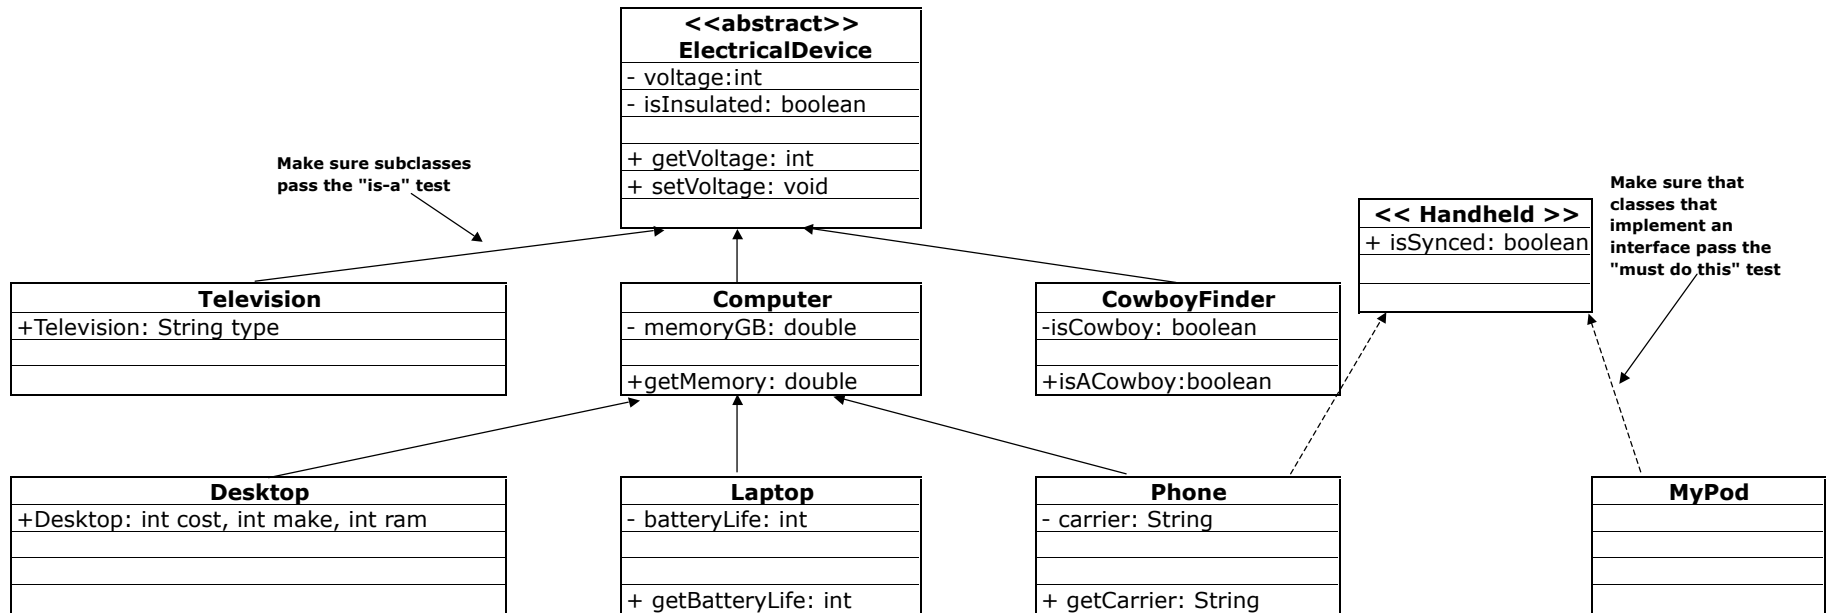 <<abstract>>
ElectricalDevice
- voltage:int
- isInsulated: boolean
+ getVoltage: int
+ setVoltage: void
Make sure subclasses
pass the "is-a" test
Make sure that
classes that
implement an
interface pass the
"must do this" test
<< Handheld >>
+ isSynced: boolean
Television
+Television: String type
Computer
- memoryGB: double
+getMemory: double
CowboyFinder
-isCowboy: boolean
+isACowboy:boolean
Desktop
+Desktop: int cost, int make, int ram
Laptop
- batteryLife: int
+ getBatteryLife: int
Phone
- carrier: String
+ getCarrier: String
MyPod